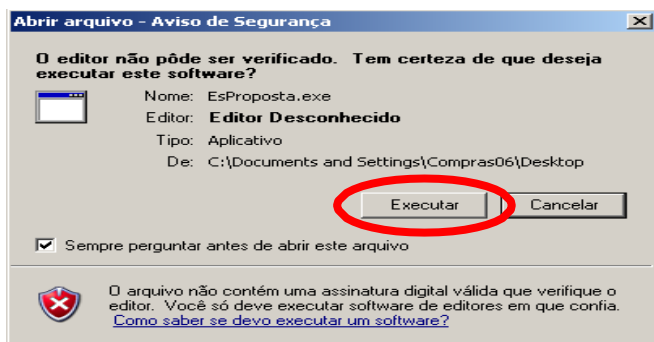 Abrir arquivo - Aviso de Segurança
O editor não pôde ser verificado. Tem certeza de que deseja
executar este software?
Nome: EsProposta.exe
Editor: Editor Desconhecido
Tipo: Aplicativo
De: C:\Documents and Settings\Compras06\Desktop
Executar Cancelar
Sempre perguntar antes de abrir este arquivo
O arquivo não contém uma assinatura digital válida que verifique o
editor. Você só deve executar software de editores em que confia.
Como saber se devo executar um software?